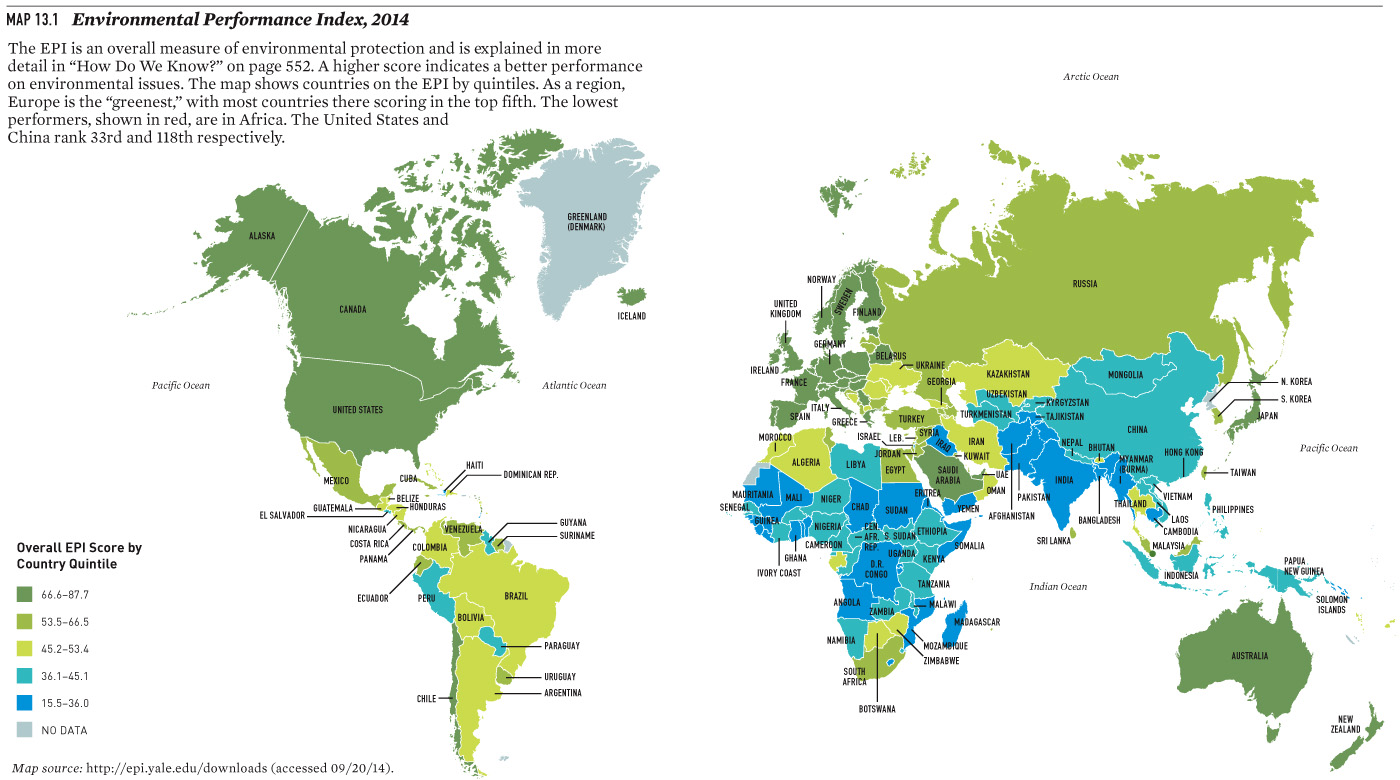 MAP 13.1 Environmental Performance Index, 2014
The EPI is an overall measure of environmental protection and is explained in more
detail in “How Do We Know?” on page 552. A higher score indicates a better performance
on environmental issues. The map shows countries on the EPI by quintiles. As a region,
Europe is the “greenest,” with most countries there scoring in the top fifth. The lowest
performers, shown in red, are in Africa. The United States and
China rank 33rd and 118th respectively.
Arctic Ocean
GREENLAND
(DENMARK)
ALASKA
CANADA
ICELAND
Pacific Ocean
Atlantic Ocean
UNITED STATES
MEXICO
CUBA
HAITI
DOMINICAN REP.
BELIZE
GUATEMALA
HONDURAS
EL SALVADOR
NICARAGUA
COSTA RICA
PANAMA
VENEZUELA
GUYANA
SURINAME
COLOMBIA
ECUADOR
PERU
BRAZIL
BOLIVIA
PARAGUAY
URUGUAY
ARGENTINA
CHILE
NORWAY
SWEDEN
FINLAND
RUSSIA
UNITED
KINGDOM
GERMANY
BELARUS
UKRAINE
IRELAND
FRANCE
GEORGIA
KAZAKHSTAN
MONGOLIA
UZBEKISTAN
KYRGYZSTAN
N. KOREA
S. KOREA
JAPAN
SPAIN
ITALY
GREECE
TURKEY
TURKMENISTAN
TAJIKISTAN
CHINA
MOROCCO
ISRAEL
LEB.
SYRIA
IRAQ
IRAN
JORDAN
KUWAIT
NEPAL
BHUTAN
HONG KONG
Pacific Ocean
ALGERIA
LIBYA
EGYPT
SAUDI
ARABIA
UAE
OMAN
PAKISTAN
AFGHANISTAN
INDIA
MYANMAR
(BURMA)
TAIWAN
MAURITANIA
MALI
NIGER
CHAD
SUDAN
ERITREA
YEMEN
BANGLADESH
THAILAND
VIETNAM
LAOS
CAMBODIA
PHILIPPINES
SENEGAL
GUINEA
NIGERIA
CEN.
AFR.
REP.
S. SUDAN
ETHIOPIA
SOMALIA
SRI LANKA
MALAYSIA
IVORY COAST
GHANA
CAMEROON
UGANDA
KENYA
D.R.
CONGO
TANZANIA
Indian Ocean
INDONESIA
PAPUA
NEW GUINEA
SOLOMON
ISLANDS
ANGOLA
ZAMBIA
MALAWI
MADAGASCAR
NAMIBIA
MOZAMBIQUE
ZIMBABWE
SOUTH
AFRICA
BOTSWANA
AUSTRALIA
NEW
ZEALAND
Overall EPI Score by
Country Quintile
66.6–87.7
53.5–66.5
45.2–53.4
36.1–45.1
15.5–36.0
NO DATA
Map source: http://epi.yale.edu/downloads (accessed 09/20/14).